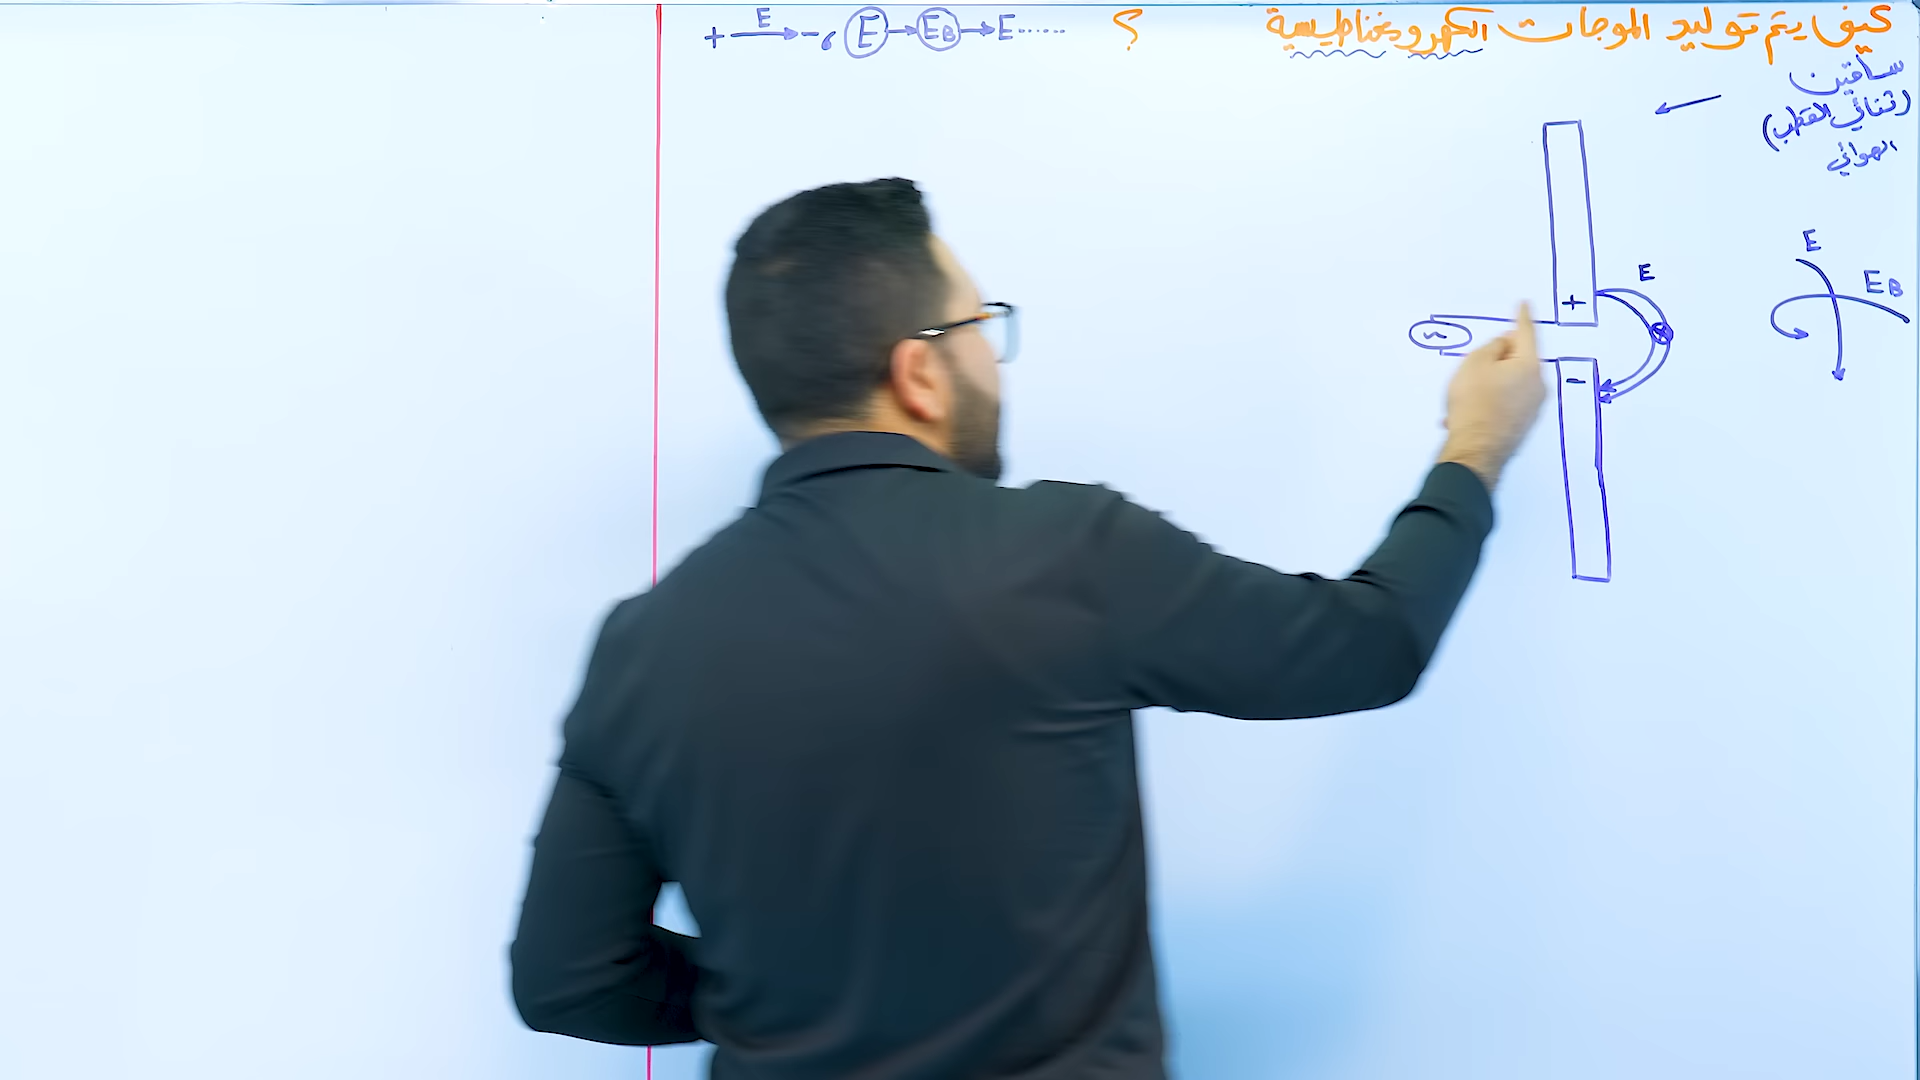 كيف يتم توليد الموجات الكهرومغناطيسية ؟
+ E → - , E → EB → E ......
ساقين
(ثنائي القطب)
الهوائي
E
EB
E
+
~
-